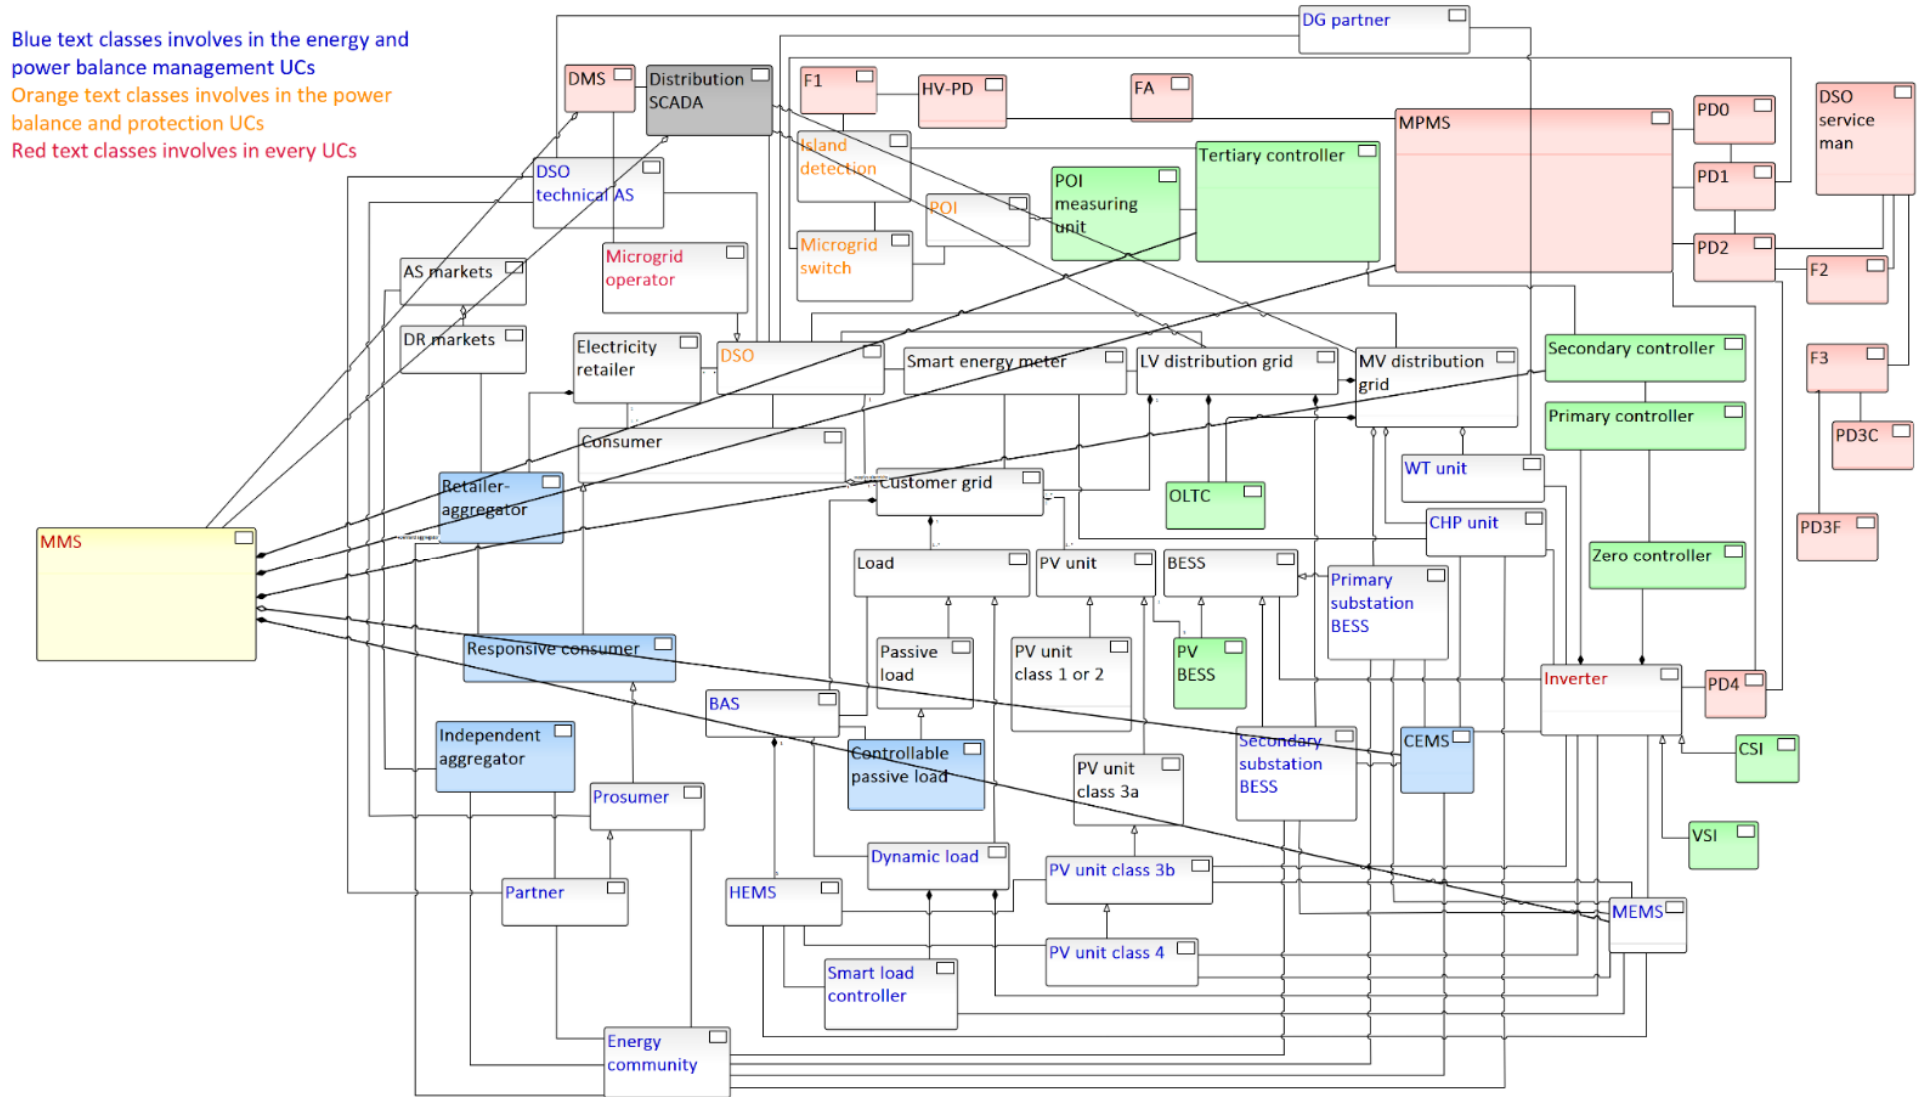 DG partner
Blue text classes involves in the energy and
power balance management UCs
Orange text classes involves in the power
balance and protection UCs
Red text classes involves in every UCs
DMS
Distribution
SCADA
F1
HV-PD
FA
MPMS
PD0
DSO
service
man
Island
detection
Tertiary controller
DSO
technical AS
POI
measuring
unit
PD1
POI
Microgrid
switch
PD2
Microgrid
operator
F2
AS markets
DR markets
Electricity
retailer
DSO
Smart energy meter
LV distribution grid
MV distribution
grid
Secondary controller
F3
Primary controller
PD3C
Consumer
WT unit
Retailer-
aggregator
Customer grid
OLTC
CHP unit
PD3F
MMS
Load
PV unit
BESS
Zero controller
Primary
substation
BESS
Responsive consumer
Passive
load
PV unit
class 1 or 2
PV
BESS
Inverter
PD4
BAS
Independent
aggregator
Controllable
passive load
Secondary
substation
BESS
CEMS
CSI
PV unit
class 3a
Prosumer
VSI
Dynamic load
PV unit class 3b
Partner
HEMS
MEMS
PV unit class 4
Smart load
controller
Energy
community